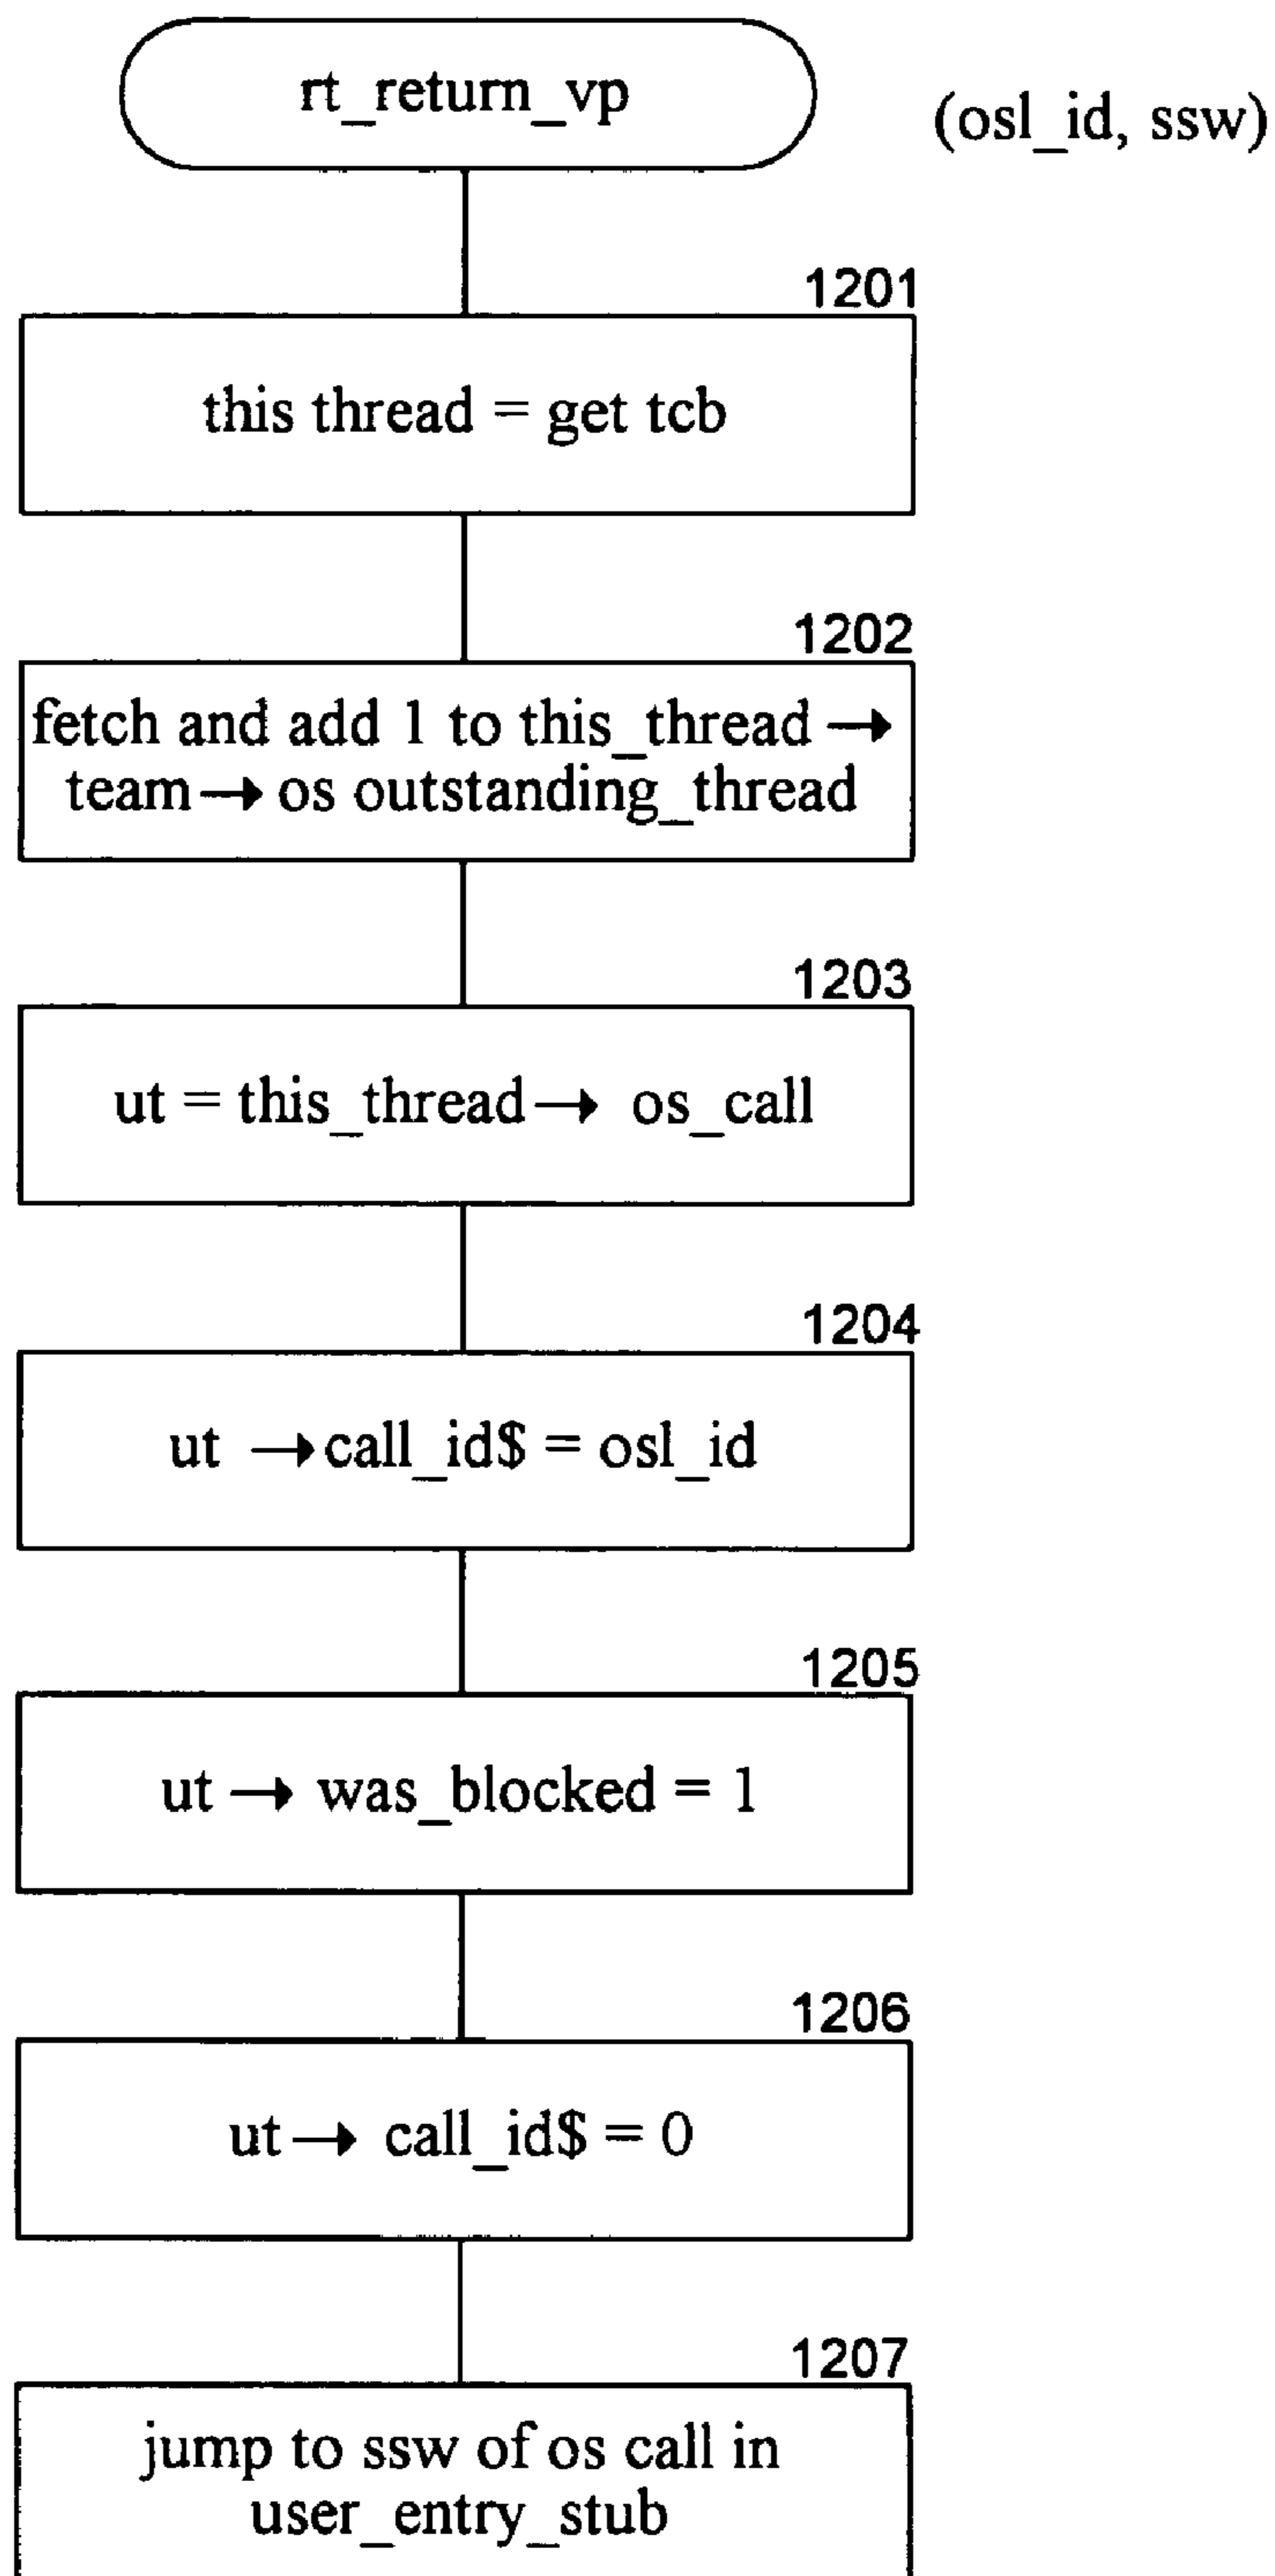 rt_return_vp
(osl_id, ssw)
1201
this thread = get tcb
1202
fetch and add 1 to this_thread →
team → os outstanding_thread
1203
ut = this_thread → os_call
1204
ut → call_id$ = osl_id
1205
ut → was_blocked = 1
1206
ut → call_id$ = 0
1207
jump to ssw of os call in
user_entry_stub